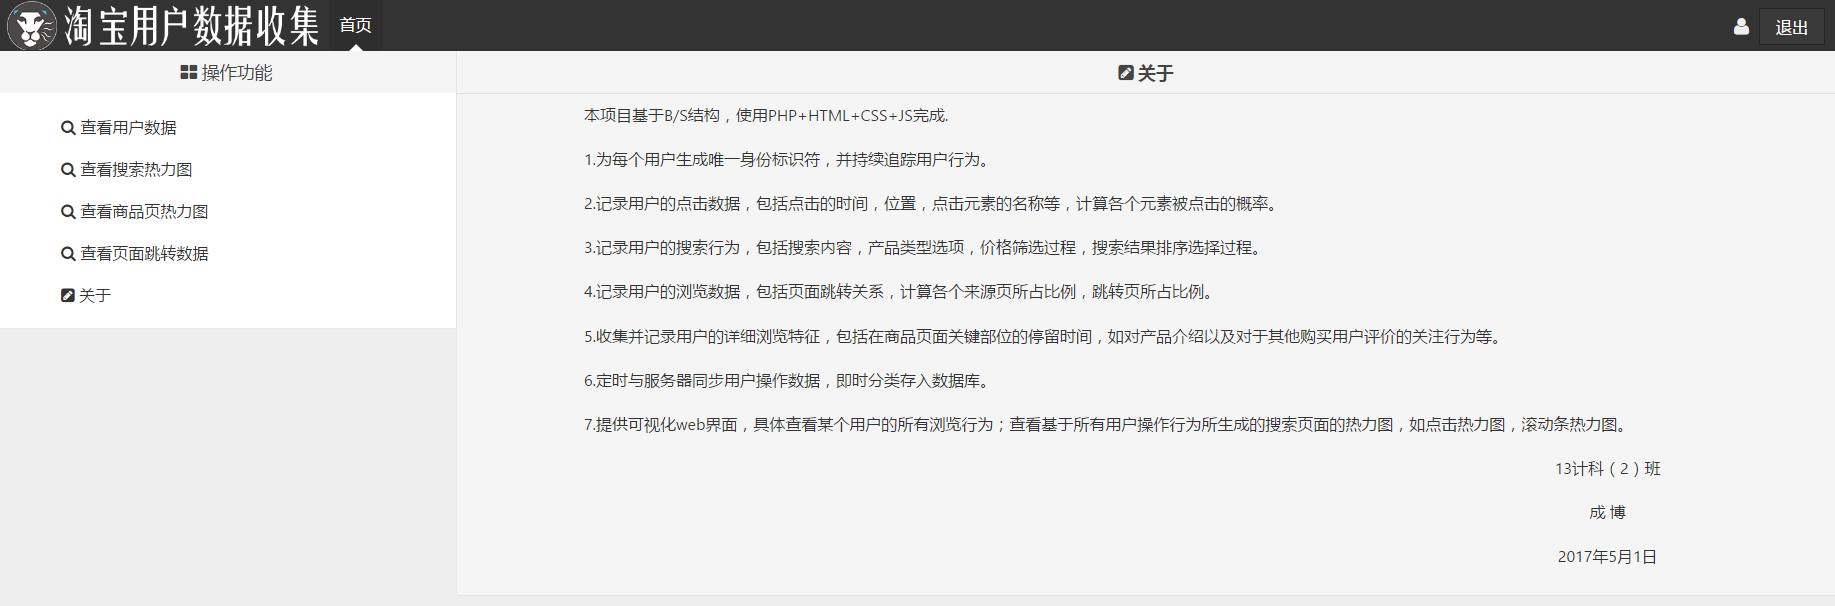 淘宝用户数据收集
首页
退出
操作功能
查看用户数据
查看搜索热力图
查看商品页热力图
查看页面跳转数据
关于
关于
本项目基于B/S结构，使用PHP+HTML+CSS+JS完成.
1.为每个用户生成唯一身份标识符，并持续追踪用户行为。
2.记录用户的点击数据，包括点击的时间，位置，点击元素的名称等，计算各个元素被点击的概率。
3.记录用户的搜索行为，包括搜索内容，产品类型选项，价格筛选过程，搜索结果排序选择过程。
4.记录用户的浏览数据，包括页面跳转关系，计算各个来源页所占比例，跳转页所占比例。
5.收集并记录用户的详细浏览特征，包括在商品页面关键部位的停留时间，如对产品介绍以及对于其他购买用户评价的关注行为等。
6.定时与服务器同步用户操作数据，即时分类存入数据库。
7.提供可视化web界面，具体查看某个用户的所有浏览行为；查看基于所有用户操作行为所生成的搜索页面的热力图，如点击热力图，滚动条热力图。
13计科（2）班
成 博
2017年5月1日